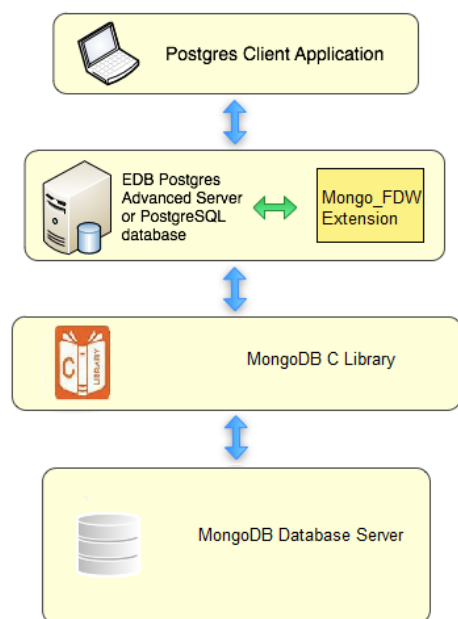 Postgres Client Application
EDB Postgres
Advanced Server
or PostgreSQL
database
Mongo_FDW
Extension
C
LIBRARY
MongoDB C Library
MongoDB Database Server